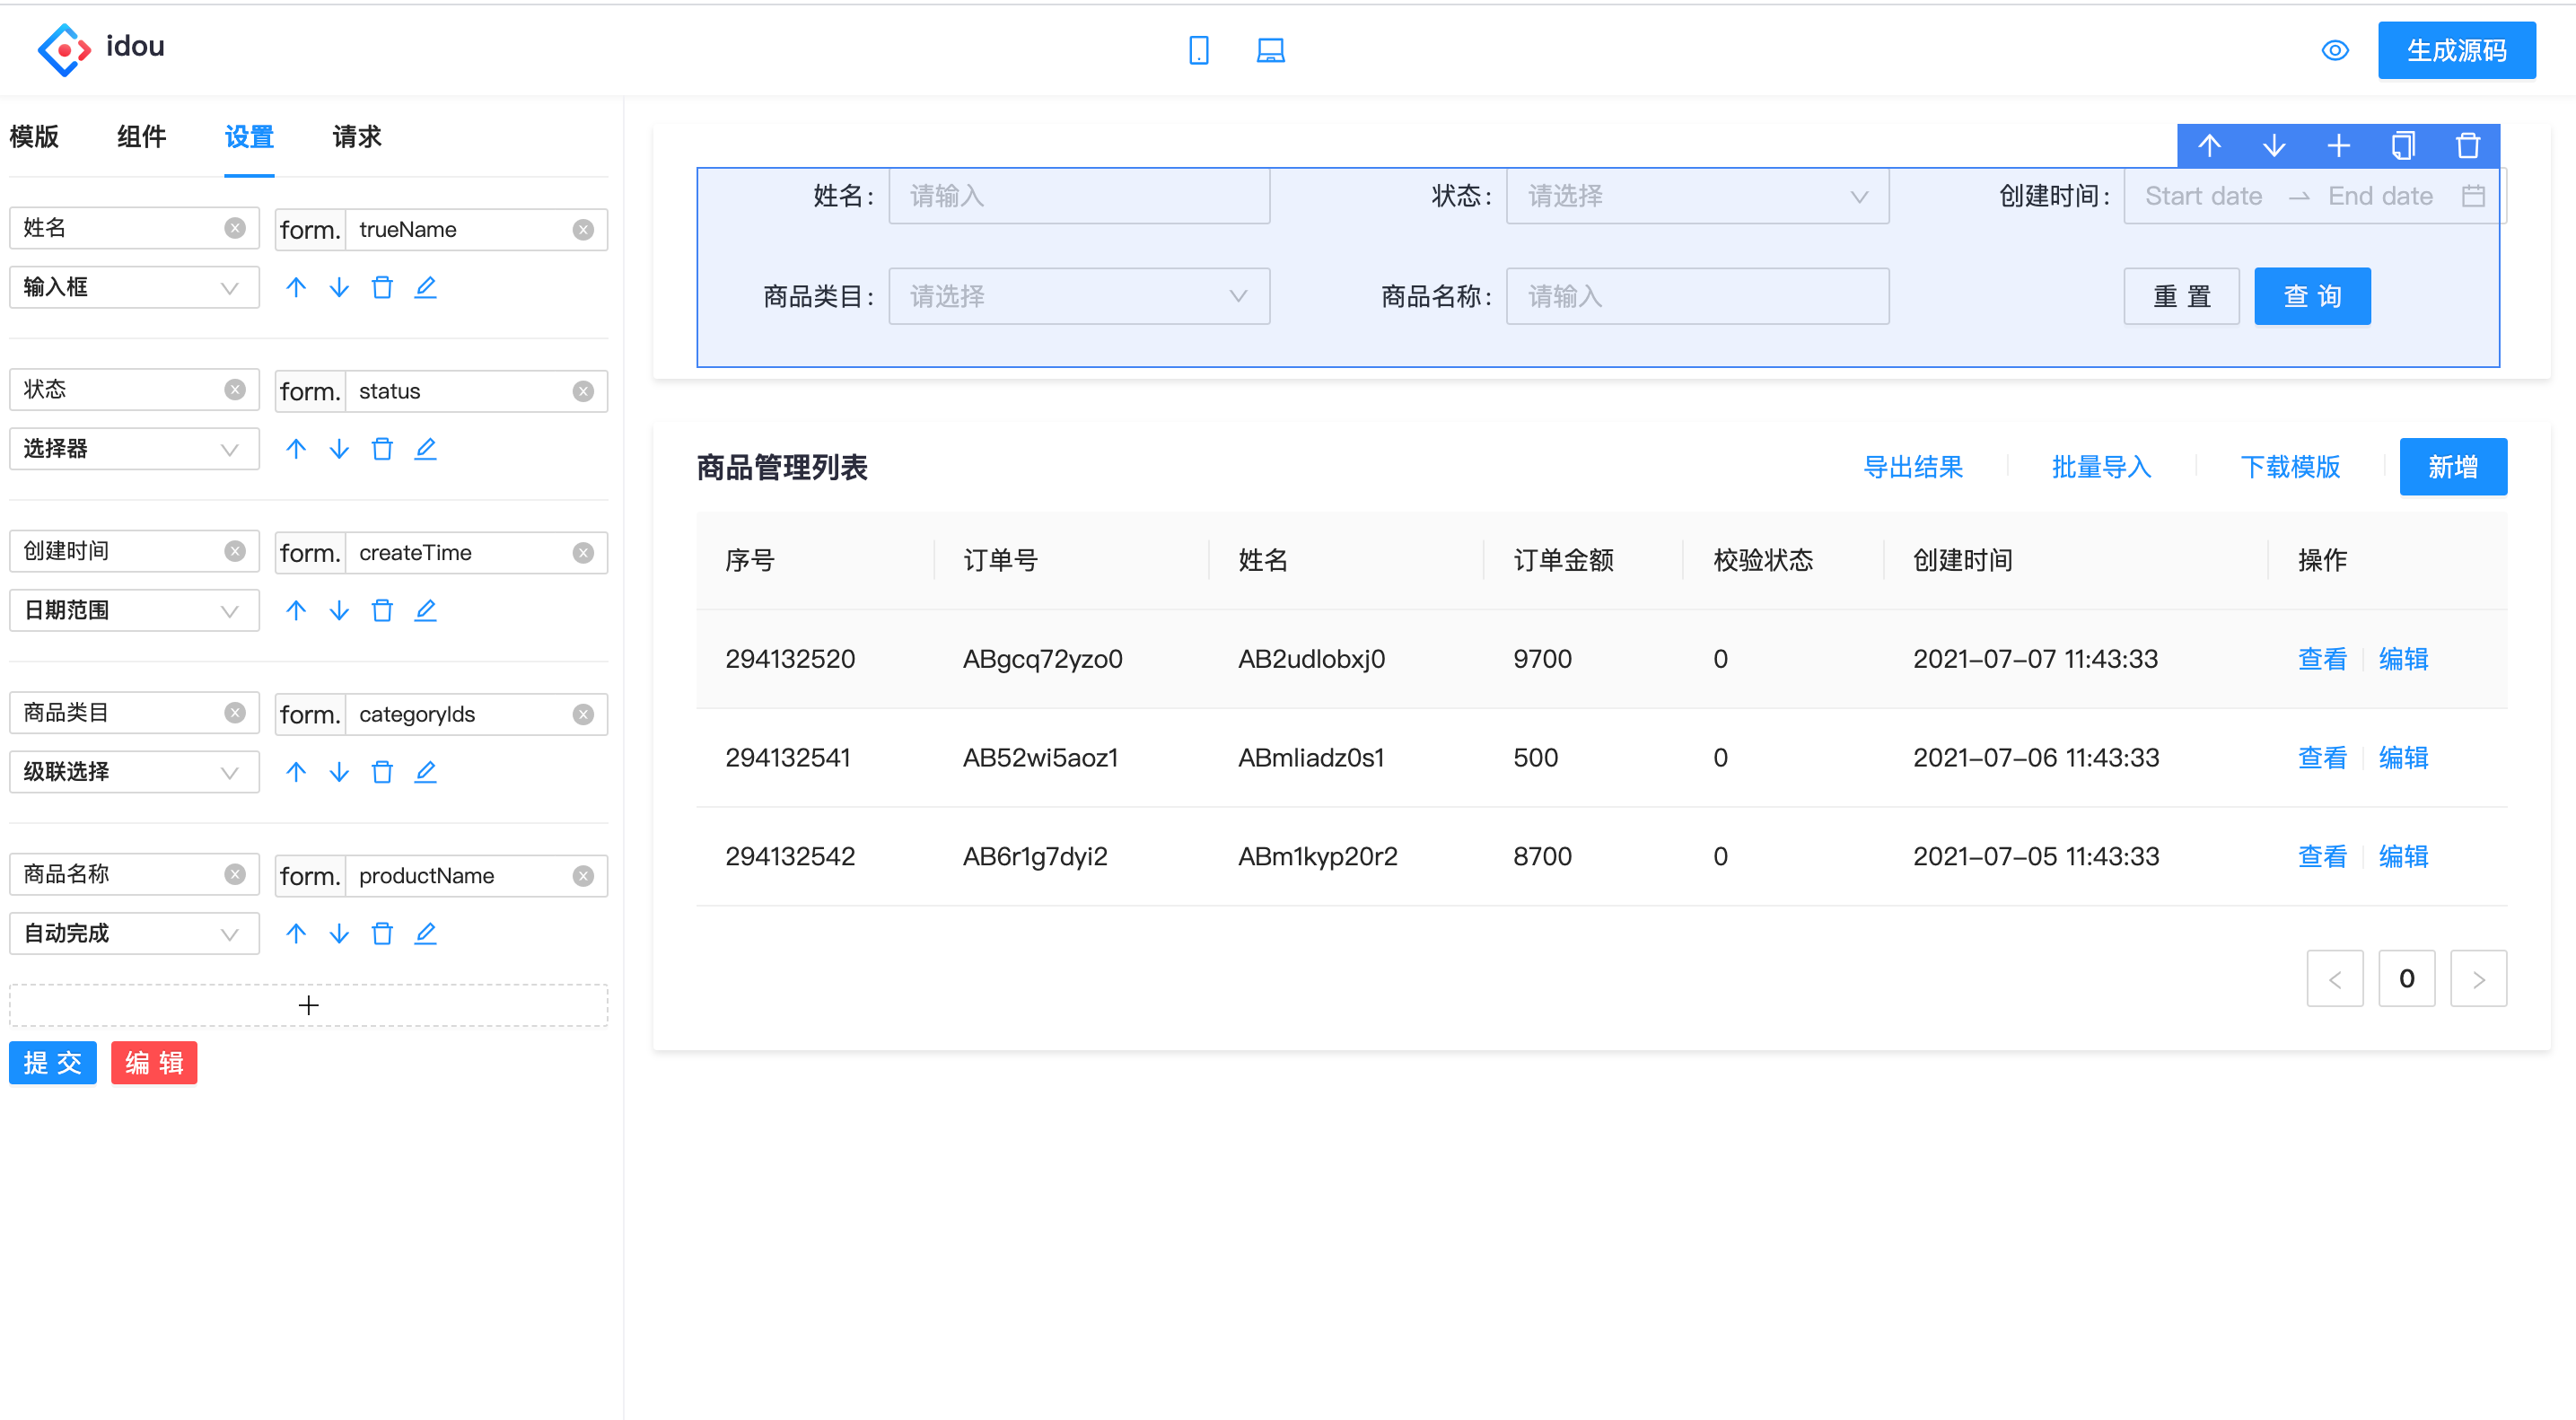 idou
生成源码
模版 组件 设置 请求
姓名 form. trueName
输入框
状态 form. status
选择器
创建时间 form. createTime
日期范围
商品类目 form. categoryIds
级联选择
商品名称 form. productName
自动完成
+
提 交 编 辑
姓名: 请输入 状态: 请选择 创建时间: Start date → End date
商品类目: 请选择 商品名称: 请输入 重 置 查 询
商品管理列表 导出结果 批量导入 下载模版 新增
序号 订单号 姓名 订单金额 校验状态 创建时间 操作
294132520 ABgcq72yzo0 AB2udlobxj0 9700 0 2021-07-07 11:43:33 查看 编辑
294132541 AB52wi5aoz1 ABmliadz0s1 500 0 2021-07-06 11:43:33 查看 编辑
294132542 AB6r1g7dyi2 ABm1kyp20r2 8700 0 2021-07-05 11:43:33 查看 编辑
< 0 >